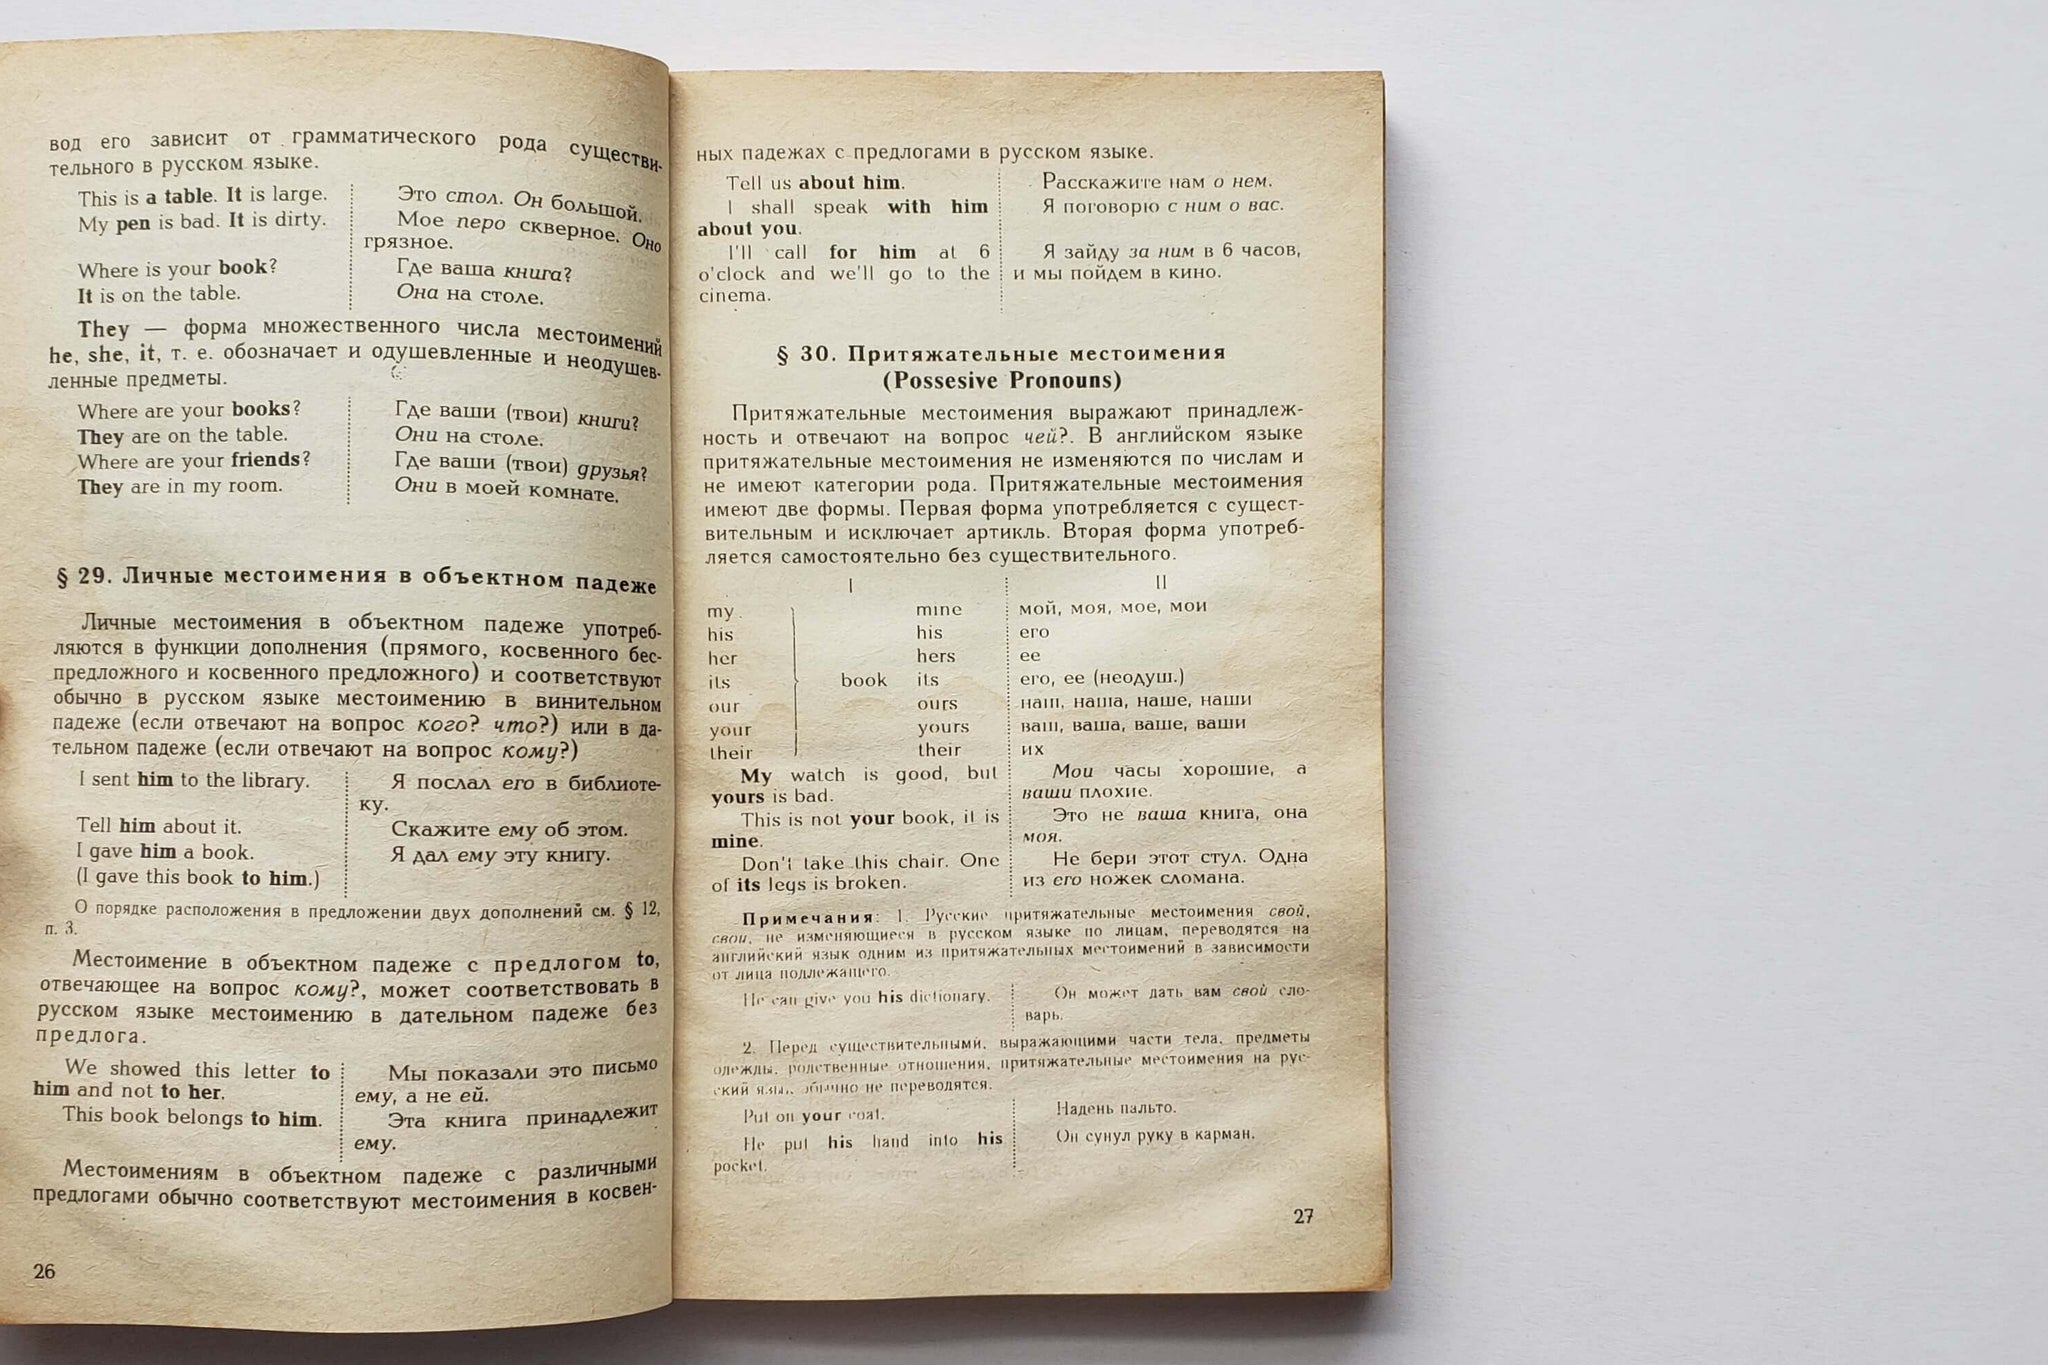 вод его зависит от грамматического рода существи-
тельного в русском языке.
This is a table. It is large.
Это стол. Он большой.
My pen is bad. It is dirty.
Мое перо скверное. Оно
грязное.
Where is your book?
Где ваша книга?
It is on the table.
Она на столе.
They — форма множественного числа местоимений
he, she, it, т. е. обозначает и одушевленные и неодушев-
ленные предметы.
Where are your books?
Где ваши (твои) книги?
They are on the table.
Они на столе.
Where are your friends?
Где ваши (твои) друзья?
They are in my room.
Они в моей комнате.
§ 29. Личные местоимения в объектном падеже
Личные местоимения в объектном падеже употреб-
ляются в функции дополнения (прямого, косвенного бес-
предложного и косвенного предложного) и соответствуют
обычно в русском языке местоимению в винительном
падеже (если отвечают на вопрос кого? что?) или в да-
тельном падеже (если отвечают на вопрос кому?)
I sent him to the library.
Я послал его в библиоте-
ку.
Tell him about it.
Скажите ему об этом.
I gave him a book.
Я дал ему эту книгу.
(I gave this book to him.)
О порядке расположения в предложении двух дополнений см. § 12,
п. 3.
Местоимение в объектном падеже с предлогом to,
отвечающее на вопрос кому?, может соответствовать в
русском языке местоимению в дательном падеже без
предлога.
We showed this letter to
him and not to her.
Мы показали это письмо
ему, а не ей.
This book belongs to him.
Эта книга принадлежит
ему.
Местоимениям в объектном падеже с различными
предлогами обычно соответствуют местоимения в косвен-
26
ных падежах с предлогами в русском языке.
Tell us about him.
Расскажите нам о нем.
I shall speak with him
about you.
Я поговорю с ним о вас.
I'll call for him at 6
o'clock and we'll go to the
cinema.
Я зайду за ним в 6 часов,
и мы пойдем в кино.
§ 30. Притяжательные местоимения
(Possesive Pronouns)
Притяжательные местоимения выражают принадлеж-
ность и отвечают на вопрос чей?. В английском языке
притяжательные местоимения не изменяются по числам и
не имеют категории рода. Притяжательные местоимения
имеют две формы. Первая форма употребляется с сущест-
вительным и исключает артикль. Вторая форма употреб-
ляется самостоятельно без существительного.
I II
my mine мой, моя, мое, мои
his his его
her hers ее
its book its его, ее (неодуш.)
our ours наш, наша, наше, наши
your yours ваш, ваша, ваше, ваши
their their их
My watch is good, but
yours is bad.
Мои часы хорошие, а
ваши плохие.
This is not your book, it is
mine.
Это не ваша книга, она
моя.
Don't take this chair. One
of its legs is broken.
Не бери этот стул. Одна
из его ножек сломана.
Примечания: 1. Русские притяжательные местоимения свой,
свои, не изменяющиеся в русском языке по лицам, переводятся на
английский язык одним из притяжательных местоимений в зависимости
от лица подлежащего.
He can give you his dictionary.
Он может дать вам свой сло-
варь.
2. Перед существительными, выражающими части тела, предметы
одежды, родственные отношения, притяжательные местоимения на рус-
ский язык обычно не переводятся.
Put on your coat.
Надень пальто.
He put his hand into his
pocket.
Он сунул руку в карман.
27